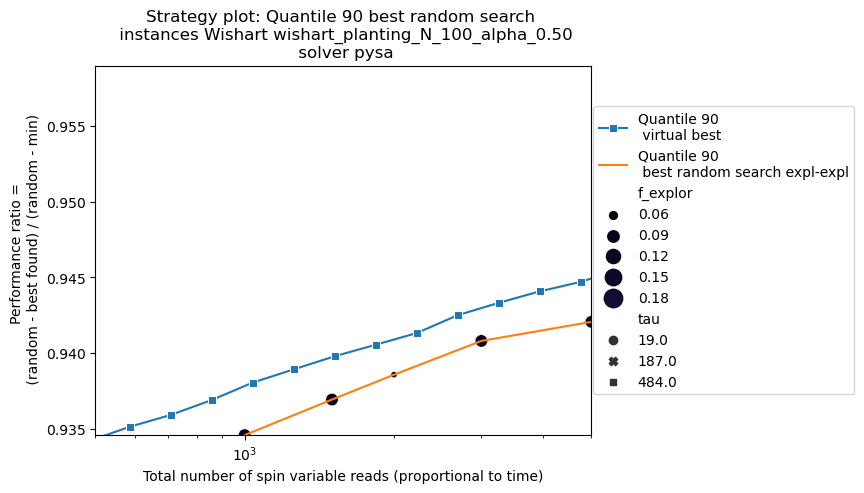 Strategy plot: Quantile 90 best random search
instances Wishart wishart_planting_N_100_alpha_0.50
solver pysa
Performance ratio =
(random - best found) / (random - min)
0.955
0.950
0.945
0.940
0.935
10^3
Total number of spin variable reads (proportional to time)
Quantile 90
virtual best
Quantile 90
best random search expl-expl
f_explor
0.06
0.09
0.12
0.15
0.18
tau
19.0
187.0
484.0